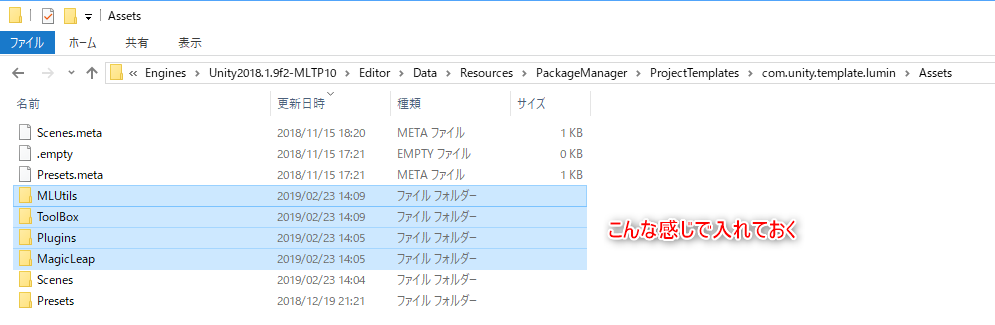 Assets
ファイル ホーム 共有 表示
« Engines > Unity2018.1.9f2-MLTP10 > Editor > Data > Resources > PackageManager > ProjectTemplates > com.unity.template.lumin > Assets
名前 更新日時 種類 サイズ
Scenes.meta 2018/11/15 18:20 META ファイル 1 KB
.empty 2018/11/15 17:21 EMPTY ファイル 0 KB
Presets.meta 2018/11/15 17:21 META ファイル 1 KB
MLUtils 2019/02/23 14:09 ファイル フォルダー
ToolBox 2019/02/23 14:09 ファイル フォルダー
こんな感じで入れておく
Plugins 2019/02/23 14:05 ファイル フォルダー
MagicLeap 2019/02/23 14:05 ファイル フォルダー
Scenes 2019/02/23 14:04 ファイル フォルダー
Presets 2018/12/19 21:21 ファイル フォルダー